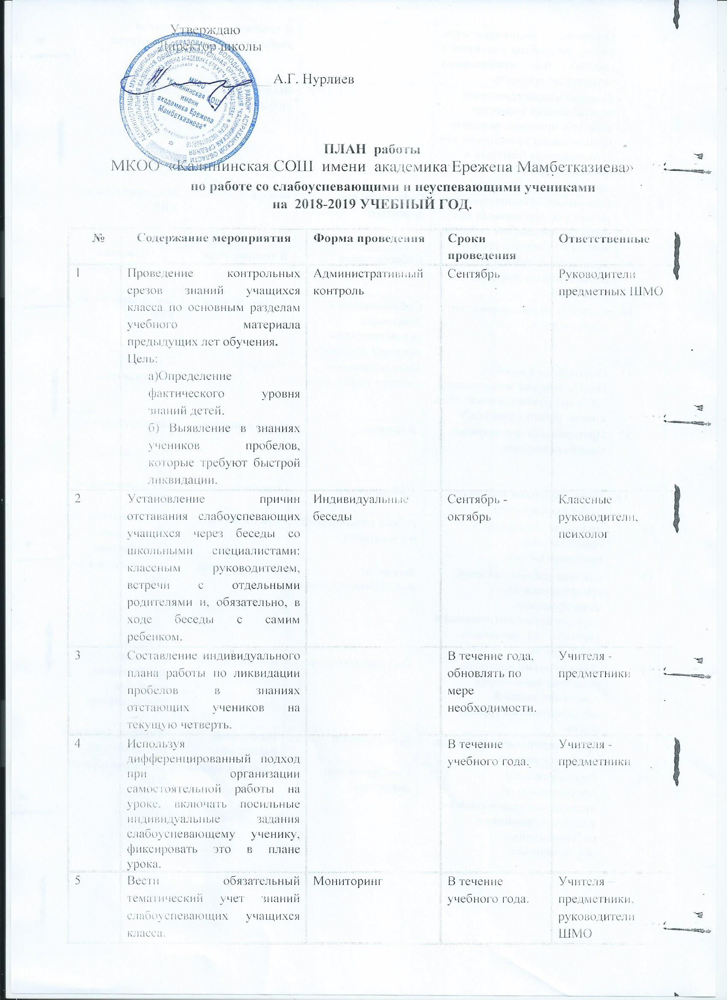 Утверждаю
Директор школы
А.Г. Нурлиев
МКОО
"Калининская СОШ
имени
академика Ережепа
Мамбетказиева"
ПЛАН работы
МКОО «Калининская СОШ имени академика Ережепа Мамбетказиева»
по работе со слабоуспевающими и неуспевающими учениками
на 2018-2019 УЧЕБНЫЙ ГОД.
№ Содержание мероприятия Форма проведения Сроки проведения Ответственные
1
Проведение контрольных
срезов знаний учащихся
класса по основным разделам
учебного материала
предыдущих лет обучения.
Цель:
а)Определение
фактического уровня
знаний детей.
б) Выявление в знаниях
учеников пробелов,
которые требуют быстрой
ликвидации.
Административный
контроль
Сентябрь
Руководители
предметных ШМО
2
Установление причин
отставания слабоуспевающих
учащихся через беседы со
школьными специалистами:
классным руководителем,
встречи с отдельными
родителями и, обязательно, в
ходе беседы с самим
ребенком.
Индивидуальные
беседы
Сентябрь -
октябрь
Классные
руководители,
психолог
3
Составление индивидуального
плана работы по ликвидации
пробелов в знаниях
отстающих учеников на
текущую четверть.
В течение года,
обновлять по
мере
необходимости.
Учителя -
предметники
4
Используя
дифференцированный подход
при организации
самостоятельной работы на
уроке, включать посильные
индивидуальные задания
слабоуспевающему ученику,
фиксировать это в плане
урока.
В течение
учебного года.
Учителя -
предметники
5
Вести обязательный
тематический учет знаний
слабоуспевающих учащихся
класса.
Мониторинг
В течение
учебного года.
Учителя –
предметники,
руководители
ШМО